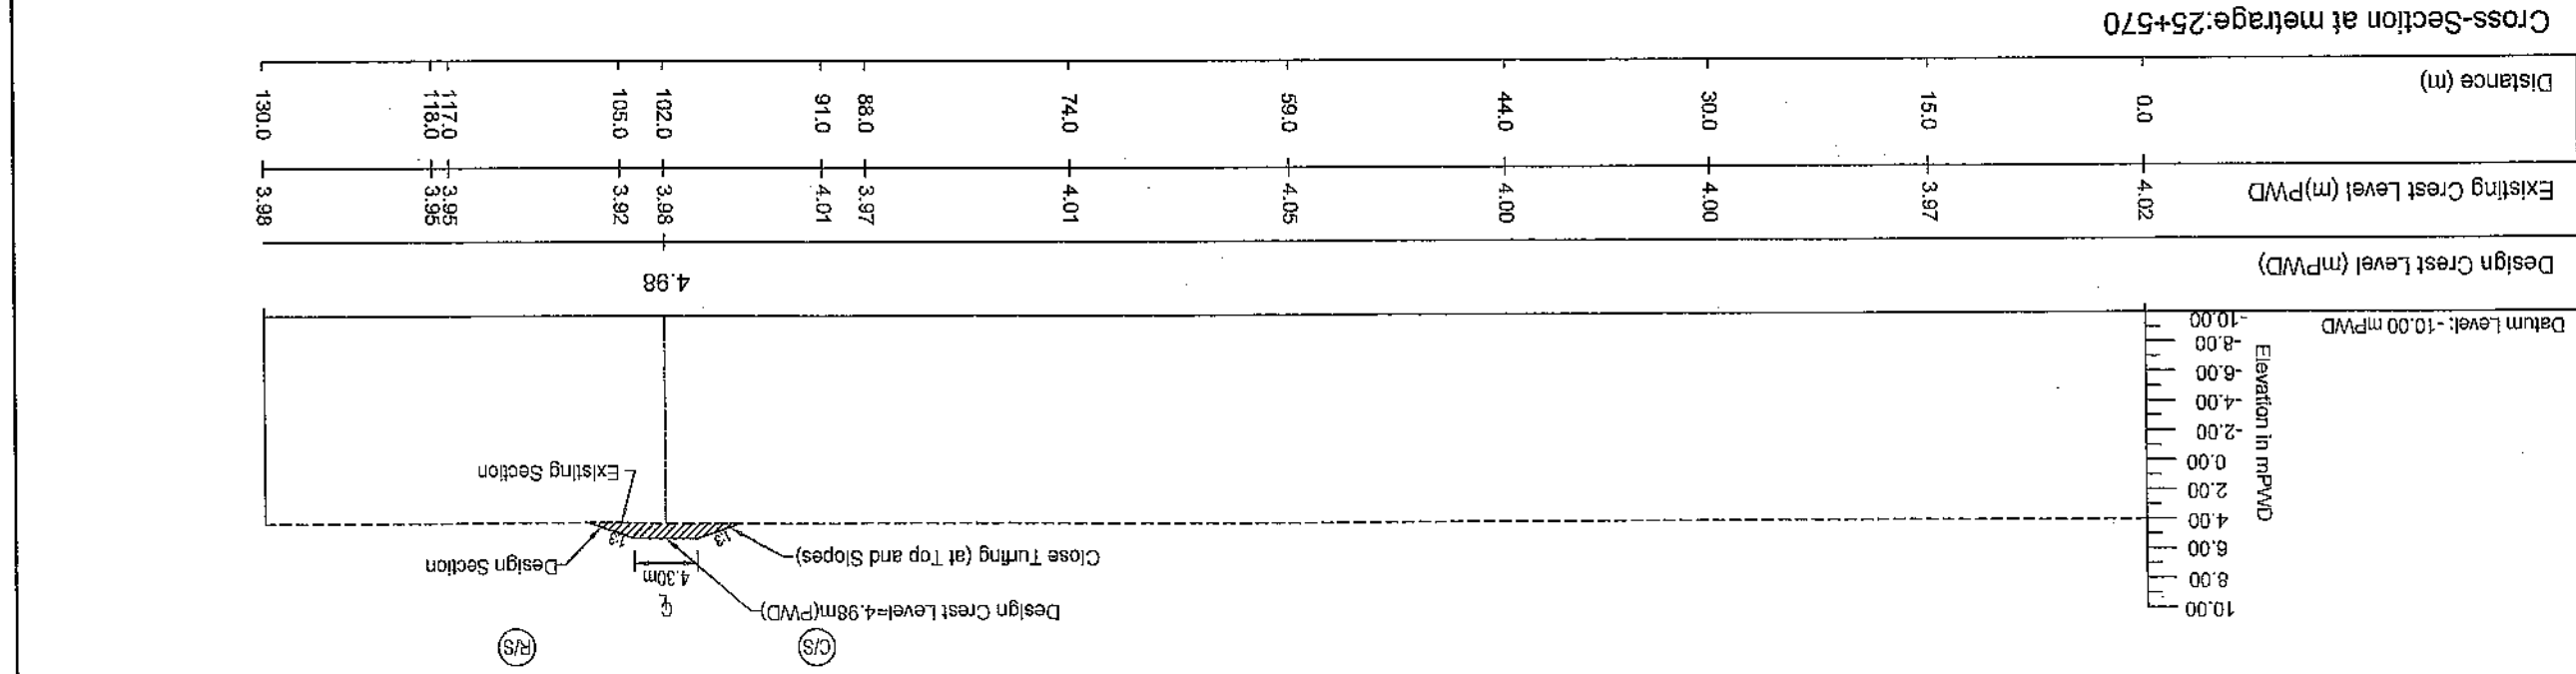 C/S
R/S
Design Crest Level=4.98m(PWD)
℄
4.30m
Close Turfing (at Top and Slopes)
Design Section
1:3
1:3
Existing Section
Elevation in mPWD
10.00
8.00
6.00
4.00
2.00
0.00
-2.00
-4.00
-6.00
-8.00
-10.00
Datum Level: -10.00 mPWD
Design Crest Level (mPWD)
4.98
Existing Crest Level (m)PWD
4.02 3.97 4.00 4.00 4.05 4.01 3.97 4.01 3.98 3.92 3.95 3.95 3.98
Distance (m)
0.0 15.0 30.0 44.0 59.0 74.0 88.0 91.0 102.0 105.0 117.0 118.0 130.0
Cross-Section at metrage:25+570